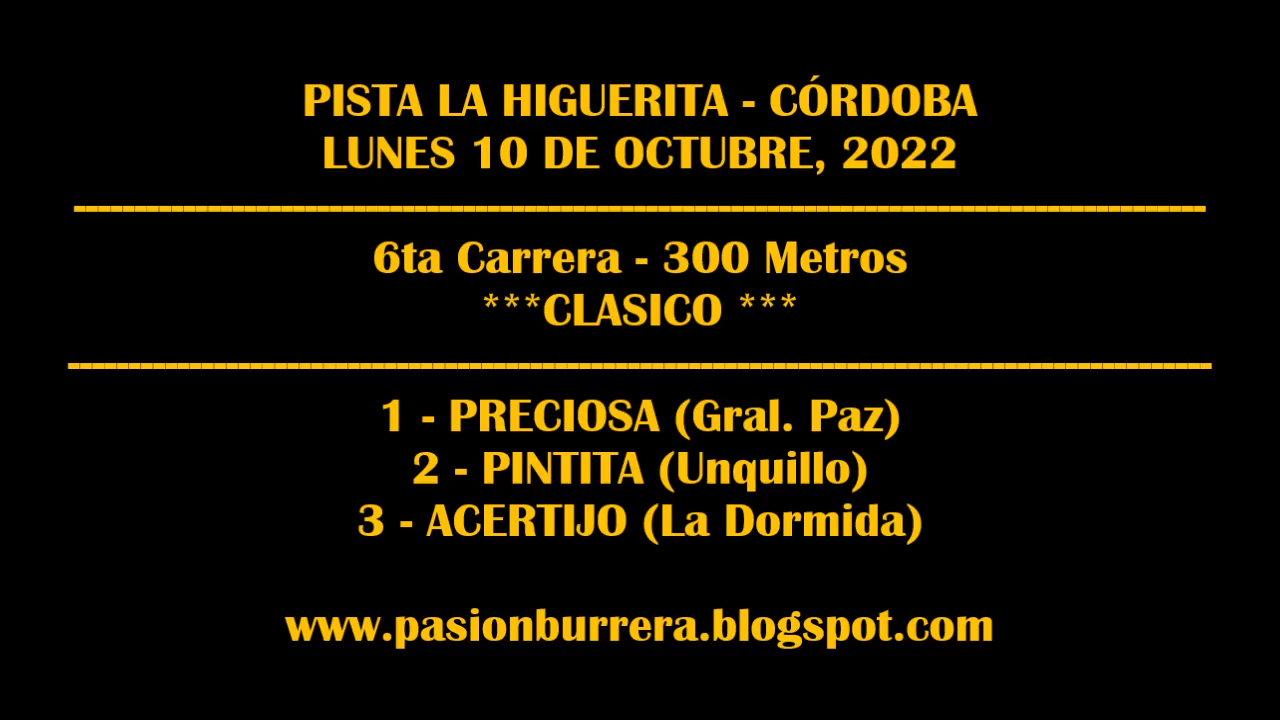 PISTA LA HIGUERITA - CÓRDOBA
LUNES 10 DE OCTUBRE, 2022
6ta Carrera - 300 Metros
***CLASICO ***
1 - PRECIOSA (Gral. Paz)
2 - PINTITA (Unquillo)
3 - ACERTIJO (La Dormida)
www.pasionburrera.blogspot.com